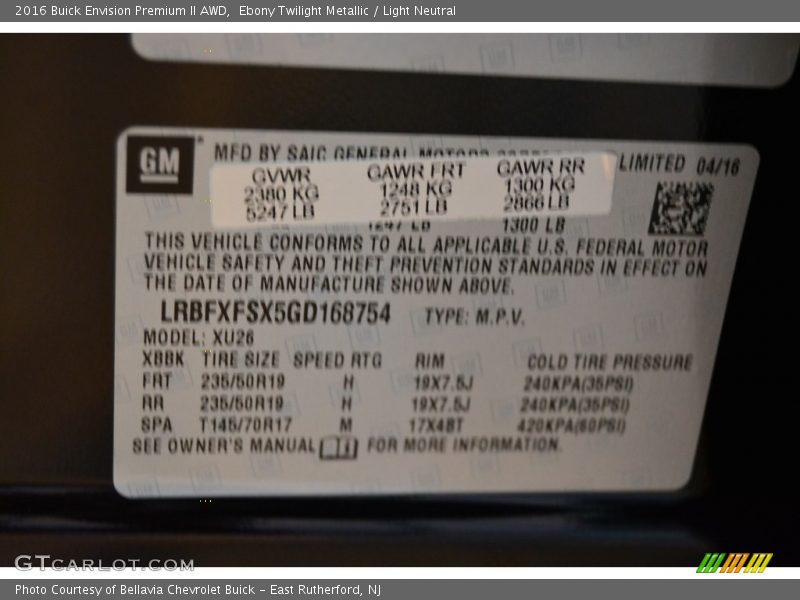 2016 Buick Envision Premium II AWD, Ebony Twilight Metallic / Light Neutral
GM
MFD BY SAIC GENERAL MOTORS LIMITED 04/16
GVWR GAWR FRT GAWR RR
2380 KG 1248 KG 1300 KG
5247 LB 2751 LB 2866 LB
1300 LB
THIS VEHICLE CONFORMS TO ALL APPLICABLE U.S. FEDERAL MOTOR
VEHICLE SAFETY AND THEFT PREVENTION STANDARDS IN EFFECT ON
THE DATE OF MANUFACTURE SHOWN ABOVE.
LRBFXFSX5GD168754 TYPE: M.P.V.
MODEL: XU26
XBBK TIRE SIZE SPEED RTG RIM COLD TIRE PRESSURE
FRT 235/50R19 H 19X7.5J 240KPA(35PSI)
RR 235/50R19 H 19X7.5J 240KPA(35PSI)
SPA T145/70R17 M 17X4BT 420KPA(60PSI)
SEE OWNER'S MANUAL FOR MORE INFORMATION.
GTCARLOT.COM
Photo Courtesy of Bellavia Chevrolet Buick - East Rutherford, NJ